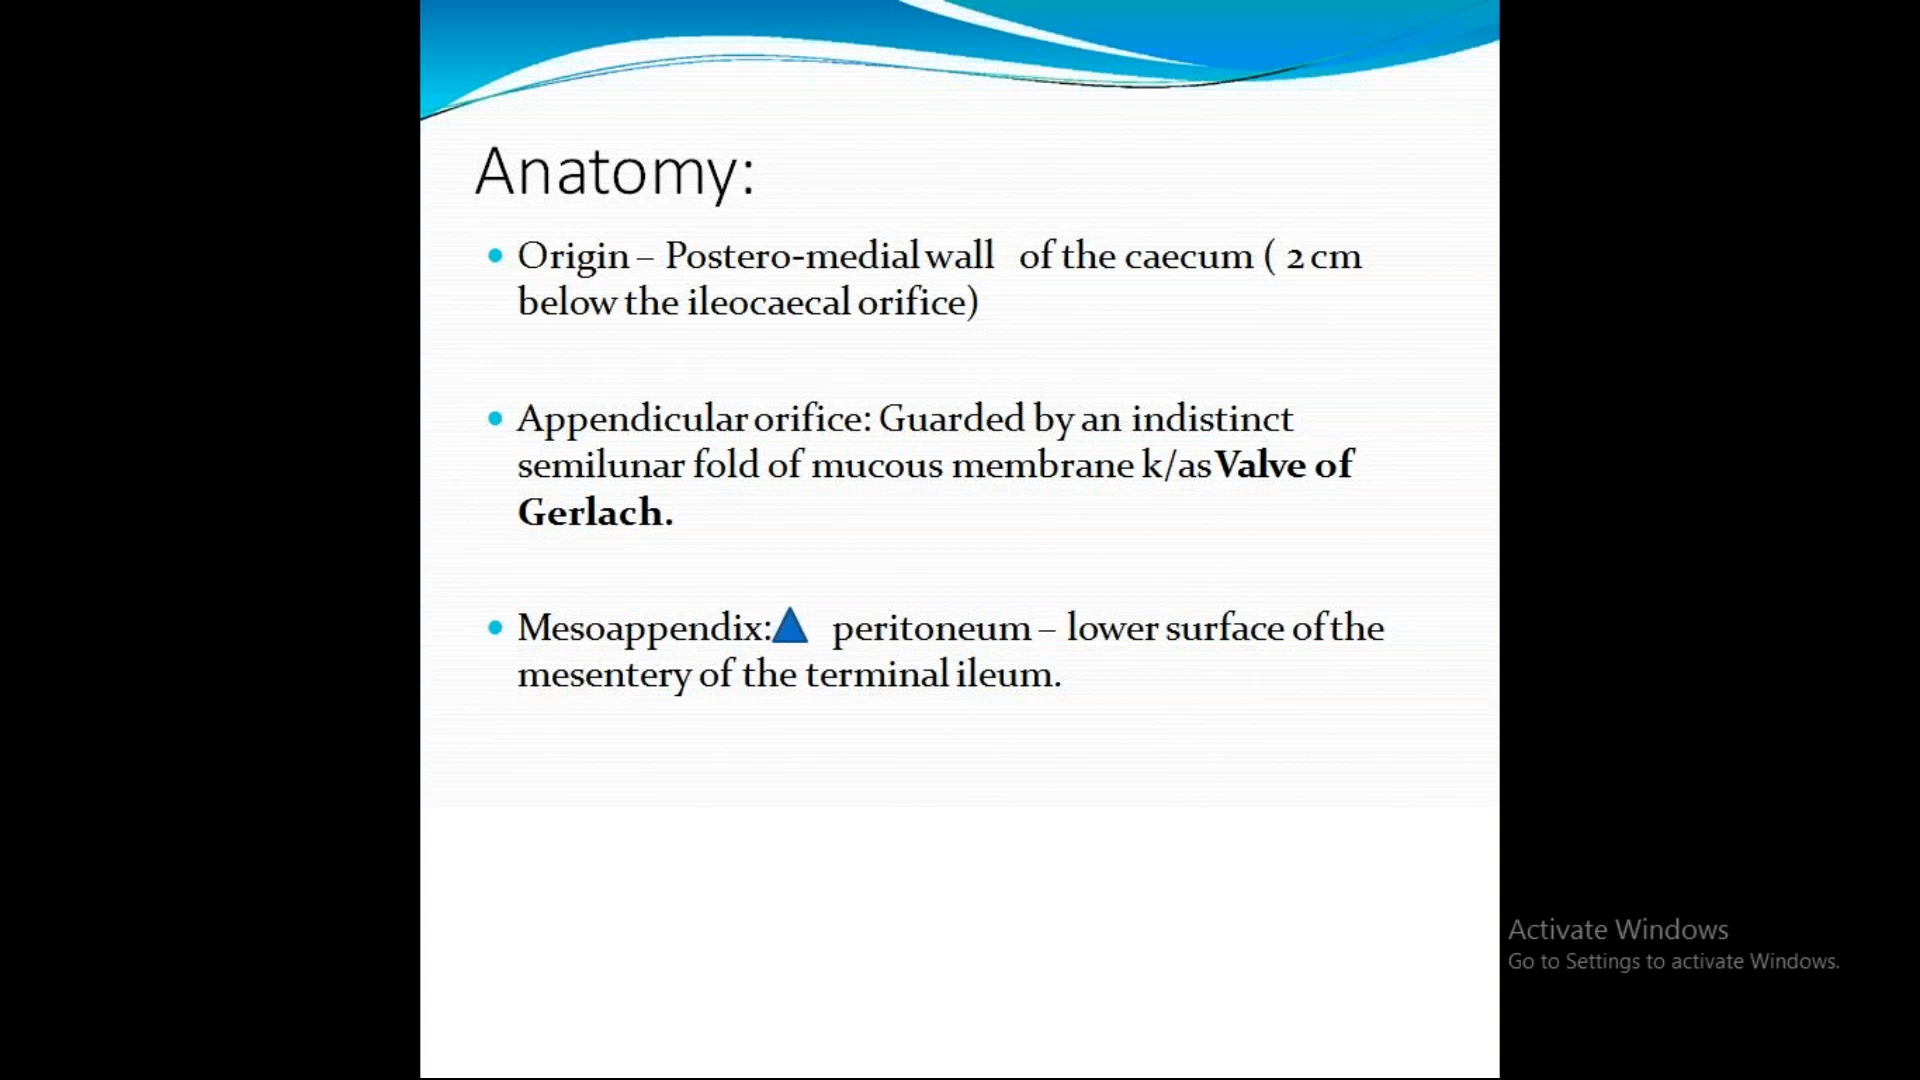 Anatomy:
Origin – Postero-medial wall of the caecum ( 2 cm
below the ileocaecal orifice)
Appendicular orifice: Guarded by an indistinct
semilunar fold of mucous membrane k/as Valve of
Gerlach.
Mesoappendix: peritoneum – lower surface of the
mesentery of the terminal ileum.
Activate Windows
Go to Settings to activate Windows.